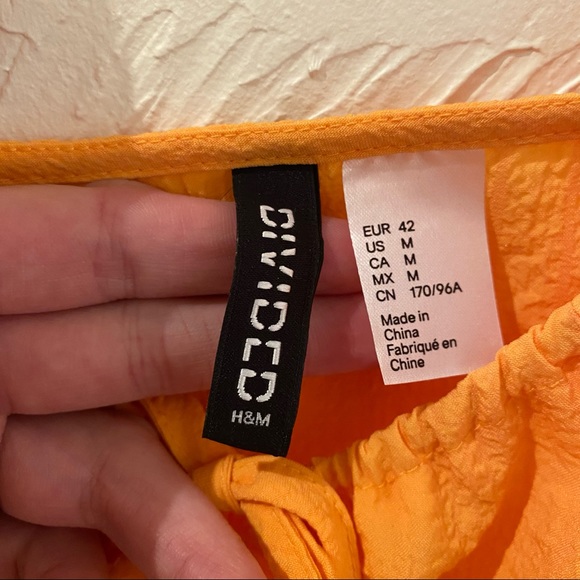 DIVIDED
H&M
EUR 42
US M
CA M
MX M
CN 170/96A
Made in
China
Fabriqué en
Chine